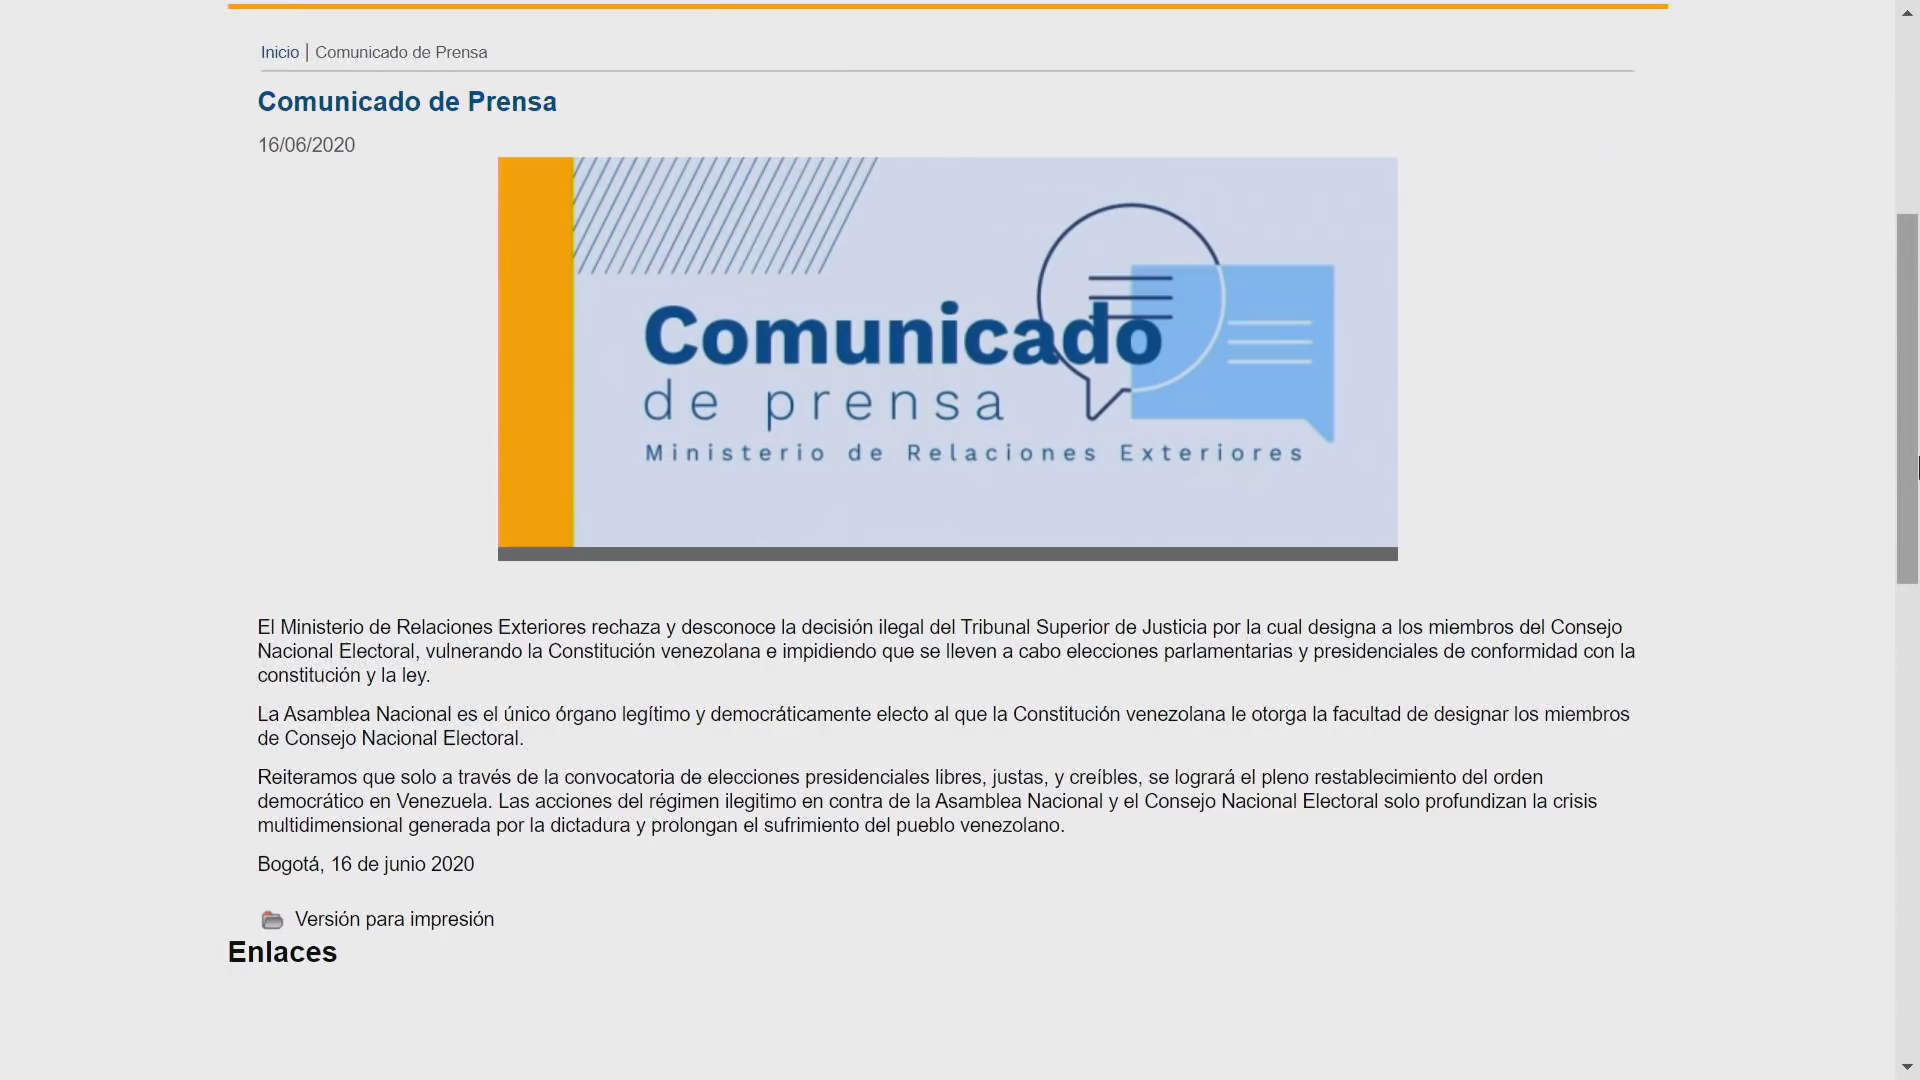 Inicio | Comunicado de Prensa
Comunicado de Prensa
16/06/2020
Comunicado
de prensa
Ministerio de Relaciones Exteriores
El Ministerio de Relaciones Exteriores rechaza y desconoce la decisión ilegal del Tribunal Superior de Justicia por la cual designa a los miembros del Consejo
Nacional Electoral, vulnerando la Constitución venezolana e impidiendo que se lleven a cabo elecciones parlamentarias y presidenciales de conformidad con la
constitución y la ley.
La Asamblea Nacional es el único órgano legítimo y democráticamente electo al que la Constitución venezolana le otorga la facultad de designar los miembros
de Consejo Nacional Electoral.
Reiteramos que solo a través de la convocatoria de elecciones presidenciales libres, justas, y creíbles, se logrará el pleno restablecimiento del orden
democrático en Venezuela. Las acciones del régimen ilegitimo en contra de la Asamblea Nacional y el Consejo Nacional Electoral solo profundizan la crisis
multidimensional generada por la dictadura y prolongan el sufrimiento del pueblo venezolano.
Bogotá, 16 de junio 2020
Versión para impresión
Enlaces